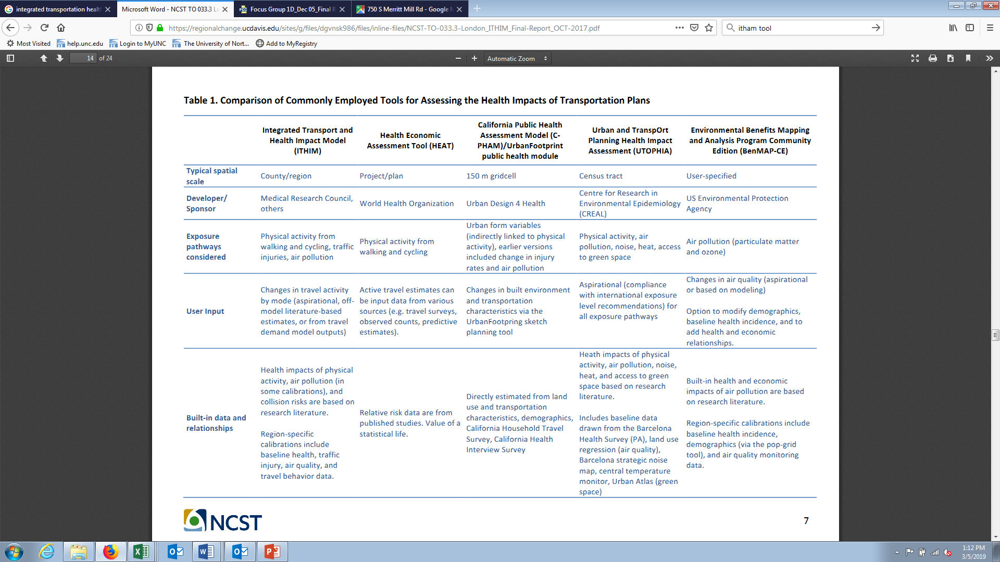 integrated transportation healt
Microsoft Word - NCST TO 033.3 Lo
FCC
Focus Group 1D_Dec 05_Final R
750 S Merritt Mill Rd - Google M
https://regionalchange.ucdavis.edu/sites/g/files/dgvnsk986/files/inline-files/NCST-TO-033.3-London_ITHIM_Final-Report_OCT-2017.pdf
itham tool
Most Visited
help.unc.edu
Login to MyUNC
The University of Nort...
Add to MyRegistry
14 of 24
Automatic Zoom
Table 1. Comparison of Commonly Employed Tools for Assessing the Health Impacts of Transportation Plans
Integrated Transport and
Health Impact Model
(ITHIM)
Health Economic
Assessment Tool (HEAT)
California Public Health
Assessment Model (C-
PHAM)/UrbanFootprint
public health module
Urban and TranspOrt
Planning Health Impact
Assessment (UTOPHIA)
Environmental Benefits Mapping
and Analysis Program Community
Edition (BenMAP-CE)
Typical spatial
scale
County/region
Project/plan
150 m gridcell
Census tract
User-specified
Developer/
Sponsor
Medical Research Council,
others
World Health Organization
Urban Design 4 Health
Centre for Research in
Environmental Epidemiology
(CREAL)
US Environmental Protection
Agency
Exposure
pathways
considered
Physical activity from
walking and cycling, traffic
injuries, air pollution
Physical activity from
walking and cycling
Urban form variables
(indirectly linked to physical
activity), earlier versions
included change in injury
rates and air pollution
Physical activity, air
pollution, noise, heat, access
to green space
Air pollution (particulate matter
and ozone)
User Input
Changes in travel activity
by mode (aspirational, off-
model literature-based
estimates, or from travel
demand model outputs)
Active travel estimates can
be input data from various
sources (e.g. travel surveys,
observed counts, predictive
estimates).
Changes in built environment
and transportation
characteristics via the
UrbanFootpring sketch
planning tool
Aspirational (compliance
with international exposure
level recommendations) for
all exposure pathways
Changes in air quality (aspirational
or based on modeling)
Option to modify demographics,
baseline health incidence, and to
add health and economic
relationships.
Built-in data and
relationships
Health impacts of physical
activity, air pollution (in
some calibrations), and
collision risks are based on
research literature.
Region-specific
calibrations include
baseline health, traffic
injury, air quality, and
travel behavior data.
Relative risk data are from
published studies. Value of a
statistical life.
Directly estimated from land
use and transportation
characteristics, demographics,
California Household Travel
Survey, California Health
Interview Survey
Heath impacts of physical
activity, air pollution, noise,
heat, and access to green
space based on research
literature.
Includes baseline data
drawn from the Barcelona
Health Survey (PA), land use
regression (air quality),
Barcelona strategic noise
map, central temperature
monitor, Urban Atlas (green
space)
Built-in health and economic
impacts of air pollution are based
on research literature.
Region-specific calibrations include
baseline health incidence,
demographics (via the pop-grid
tool), and air quality monitoring
data.
NCST
7
1:12 PM
3/5/2019